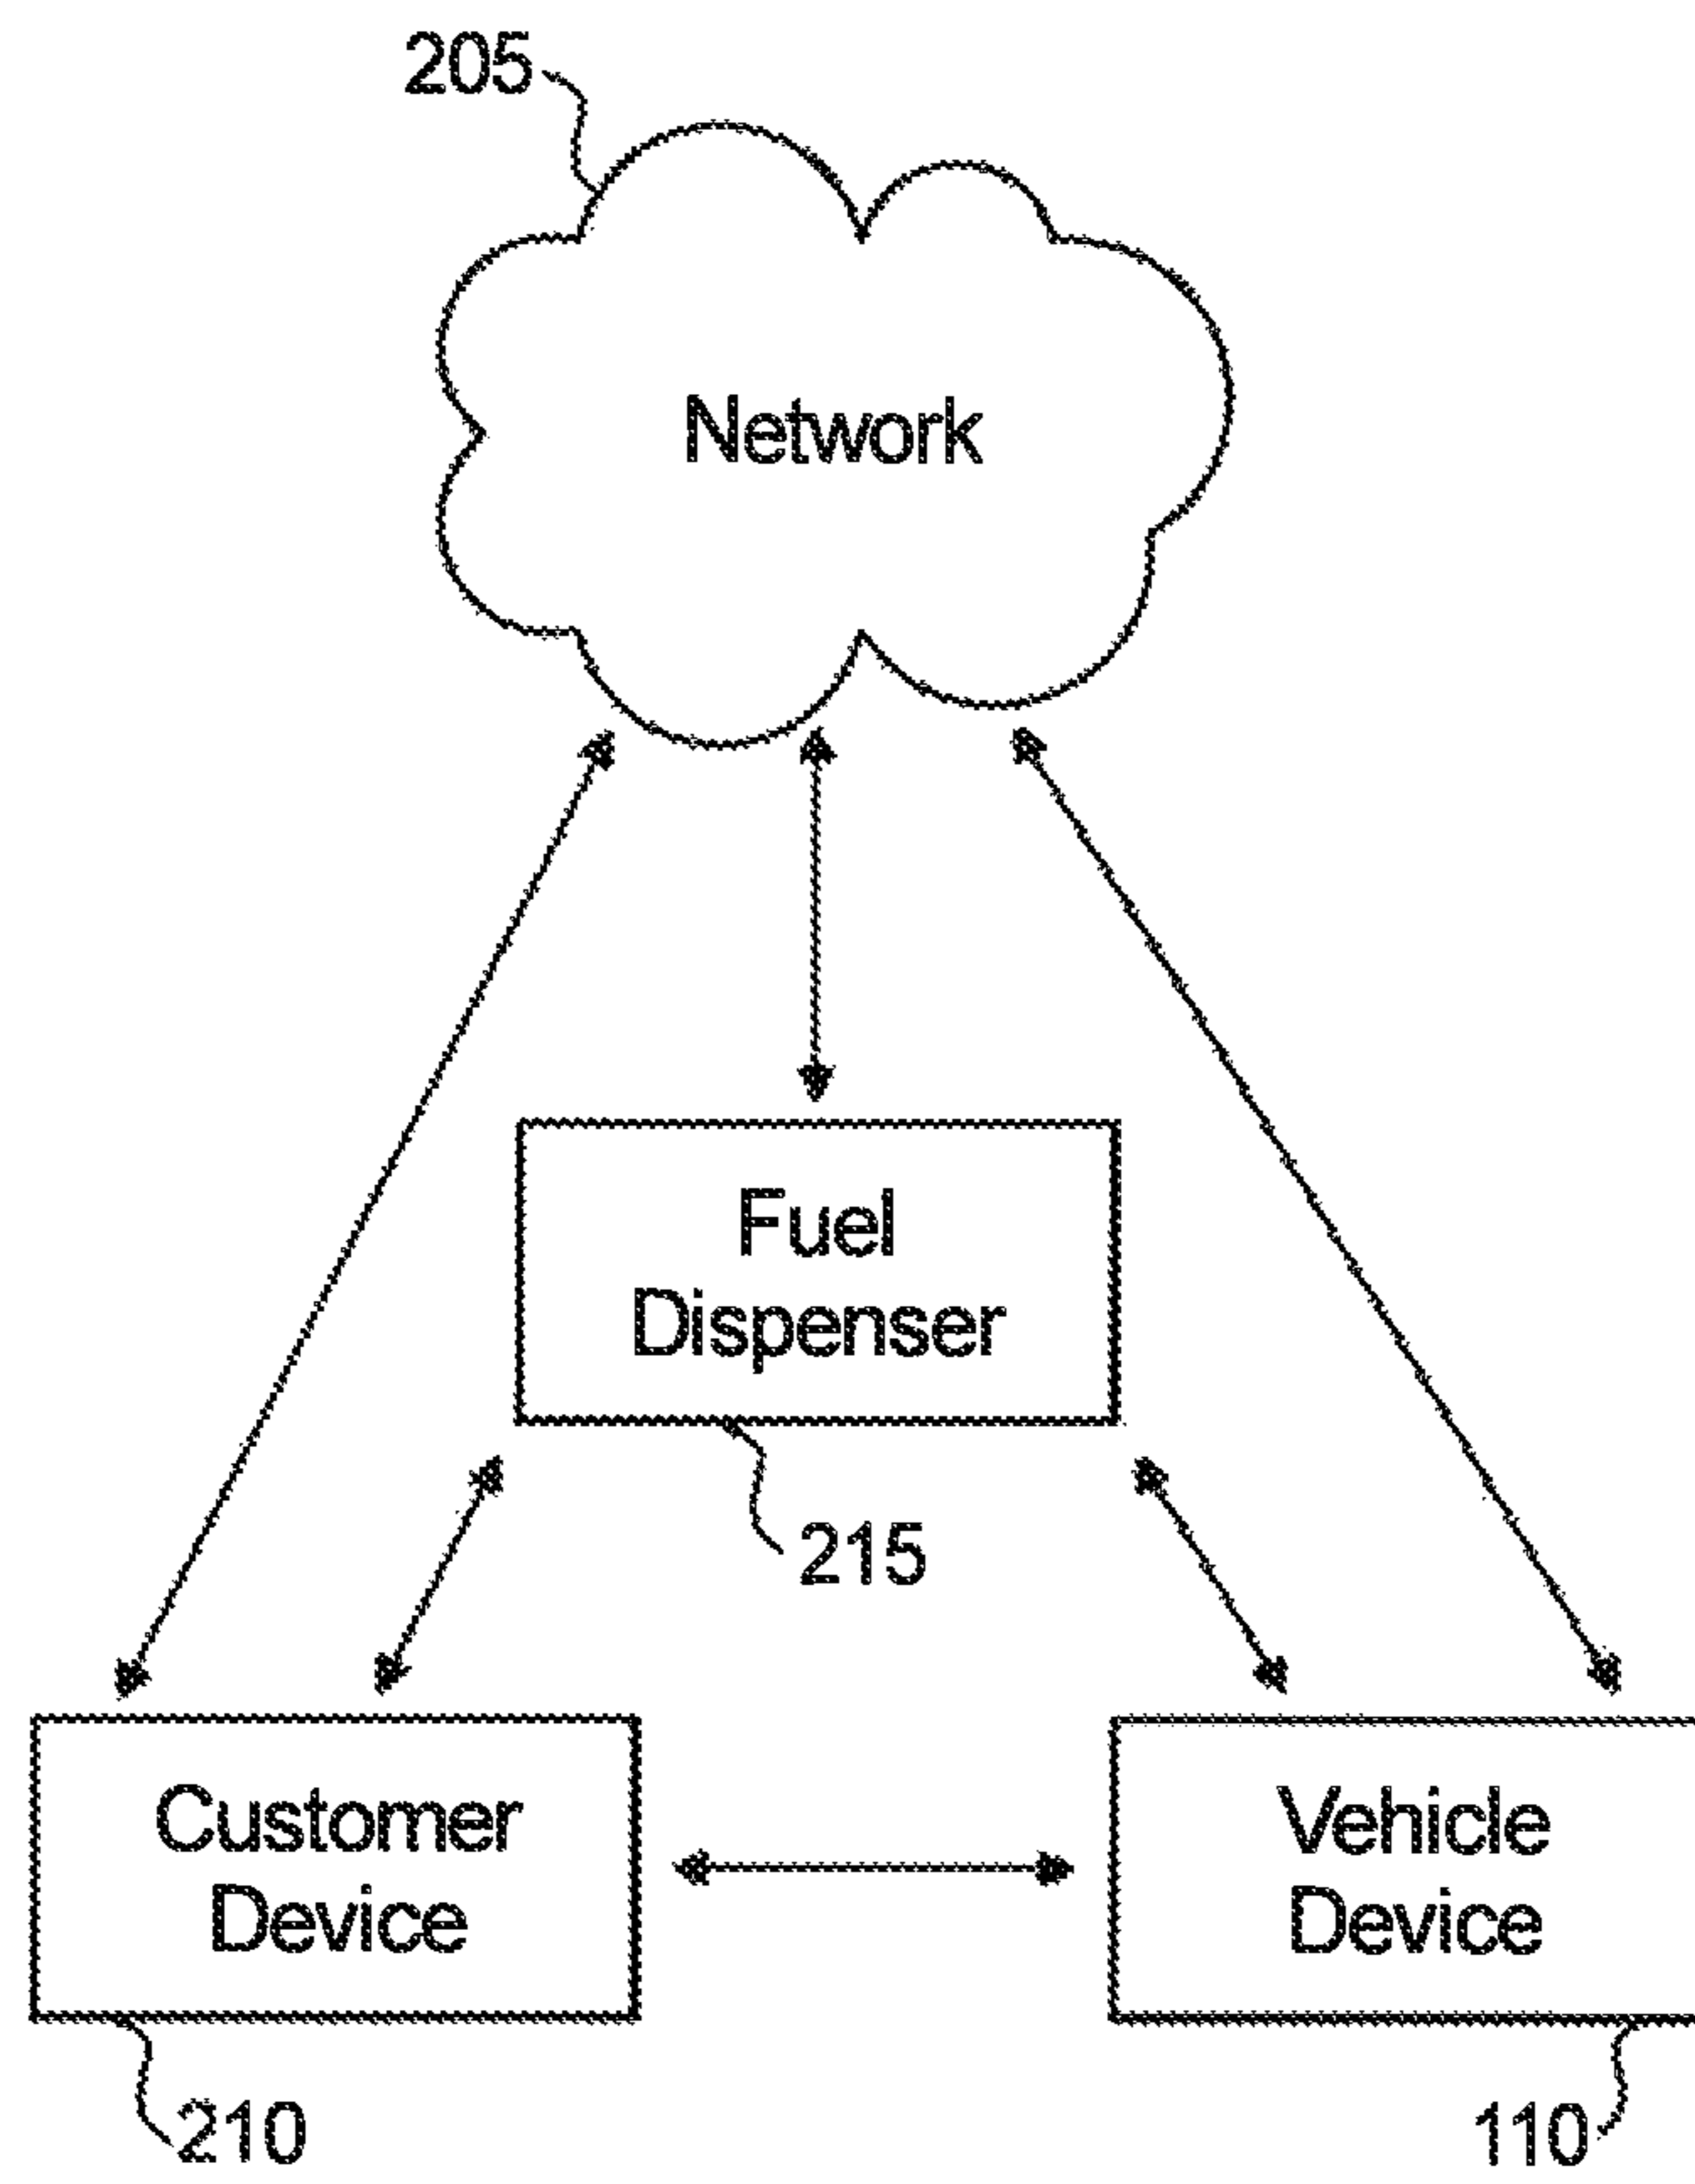 205
Network
Fuel
Dispenser
215
Customer
Device
Vehicle
Device
210
110